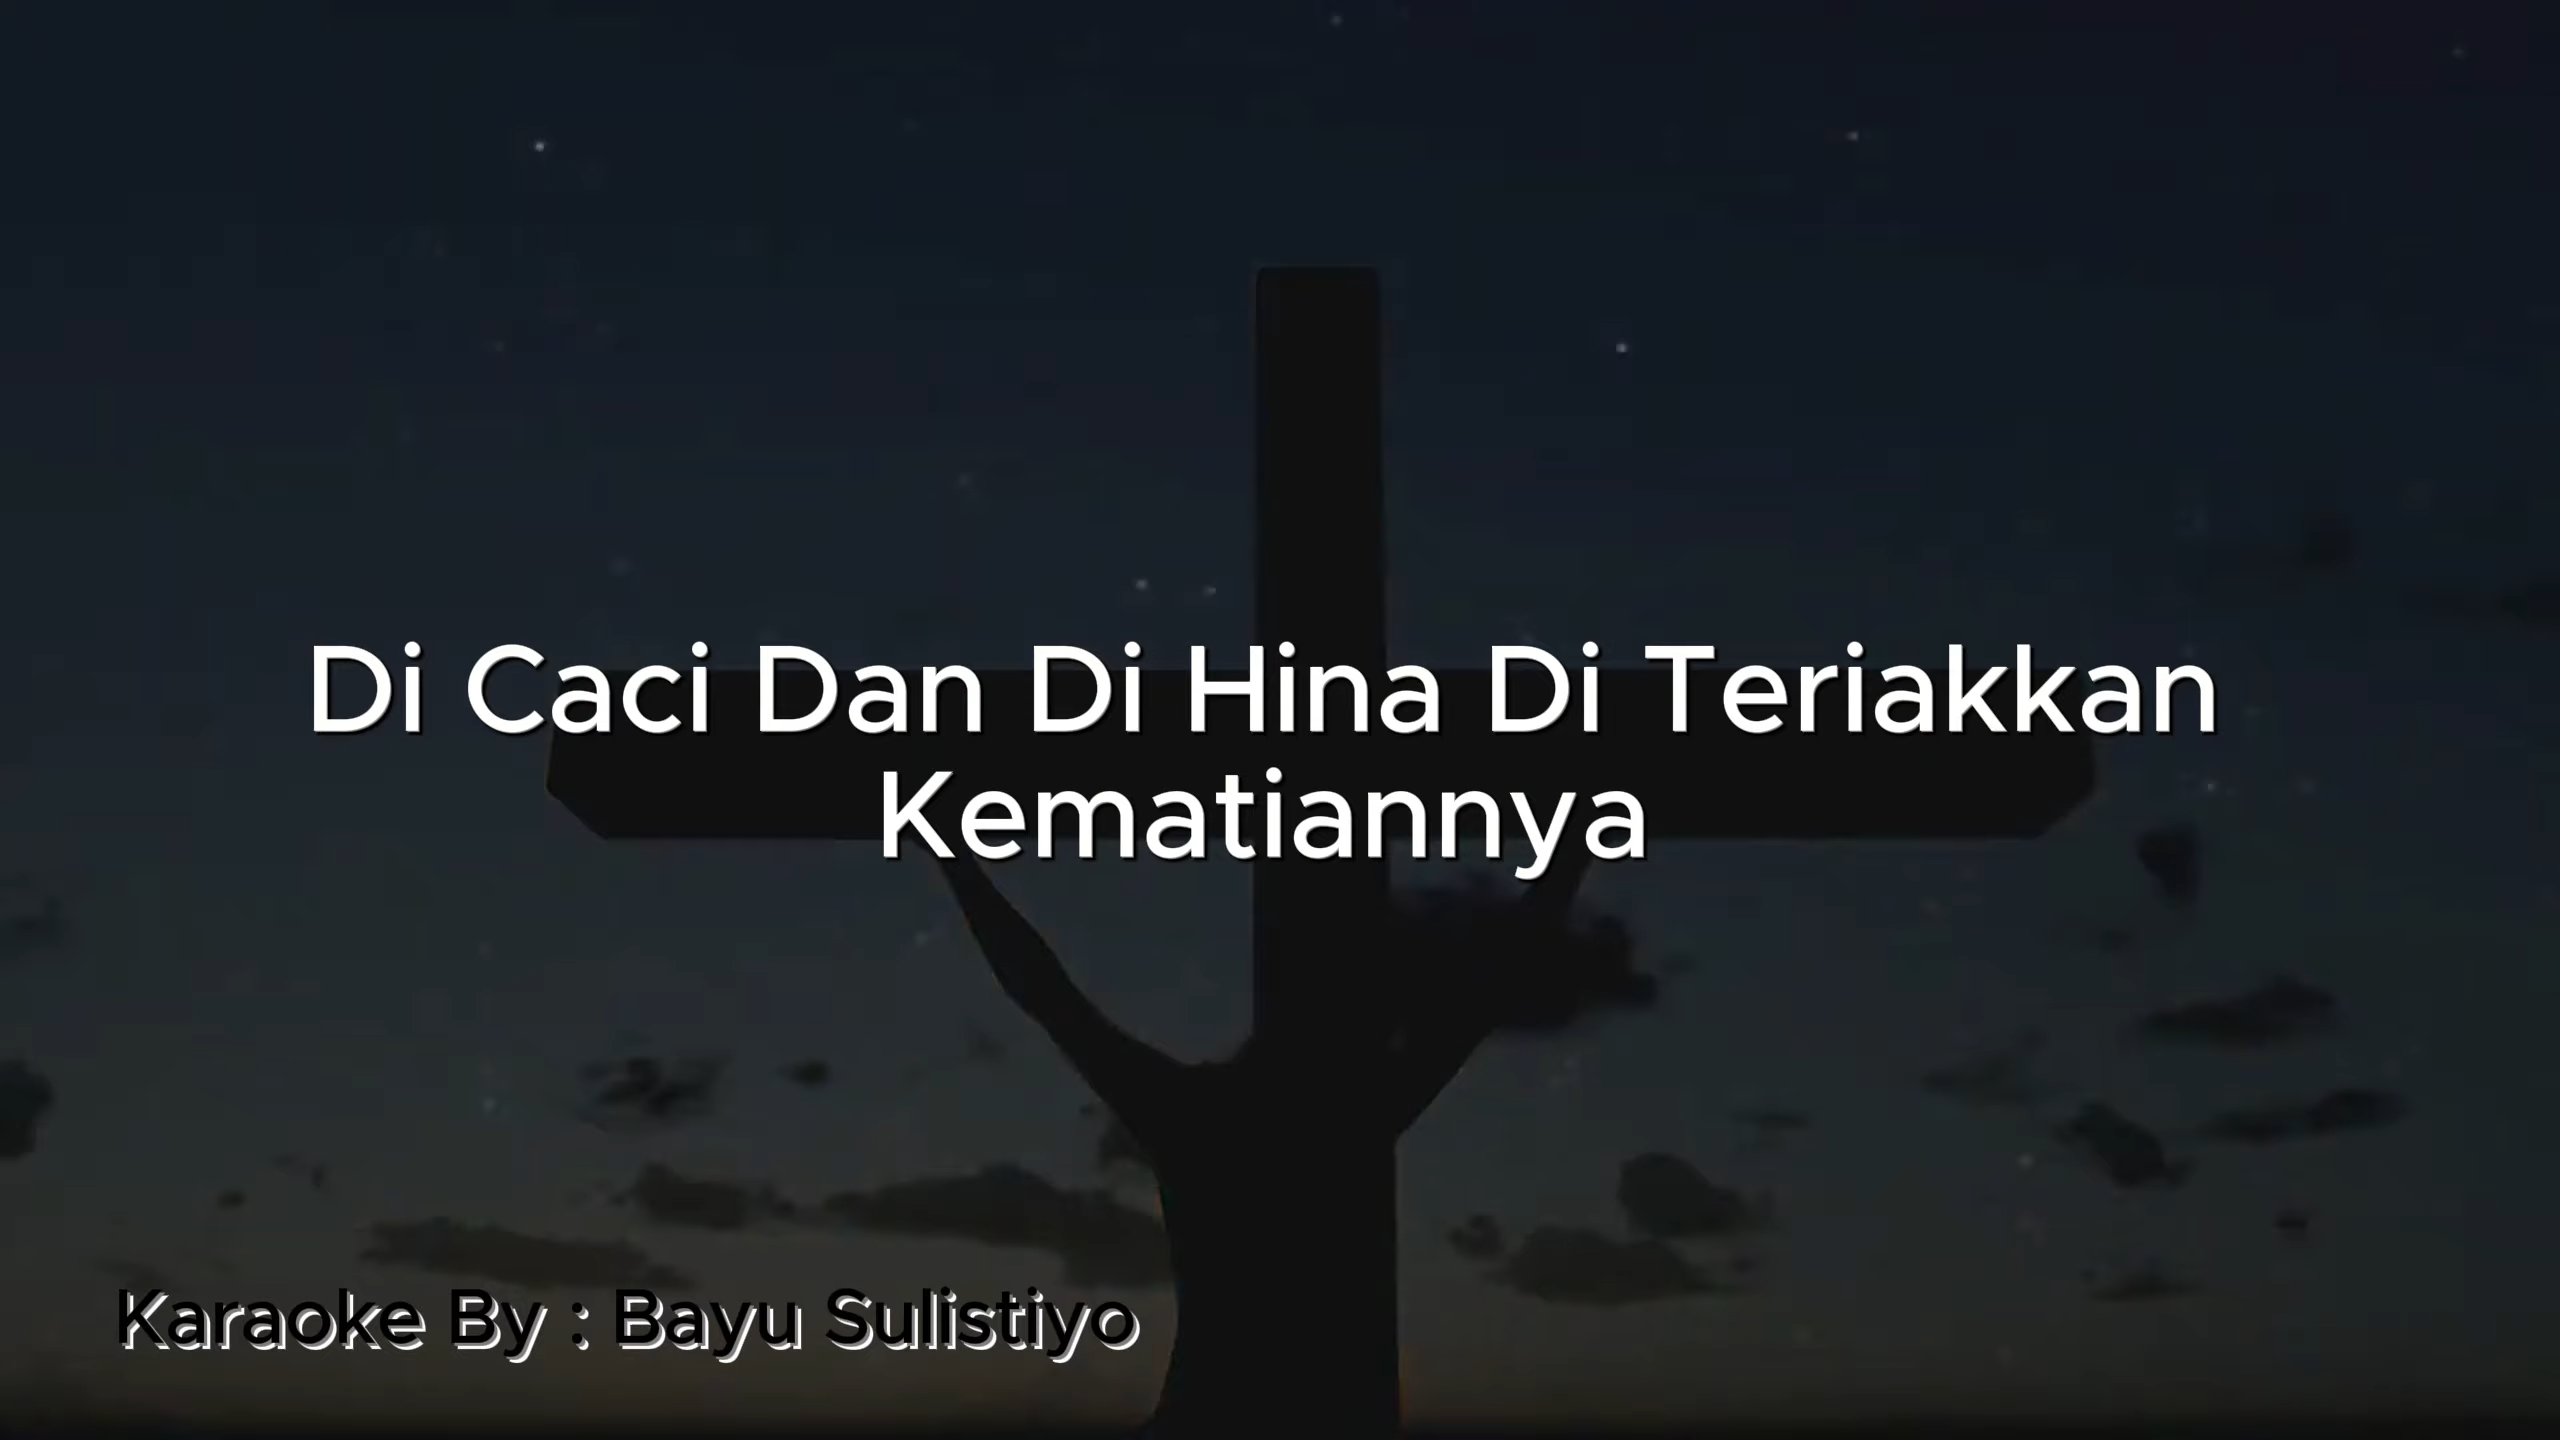 Di Caci Dan Di Hina Di Teriakkan
Kematiannya
Karaoke By : Bayu Sulistiyo